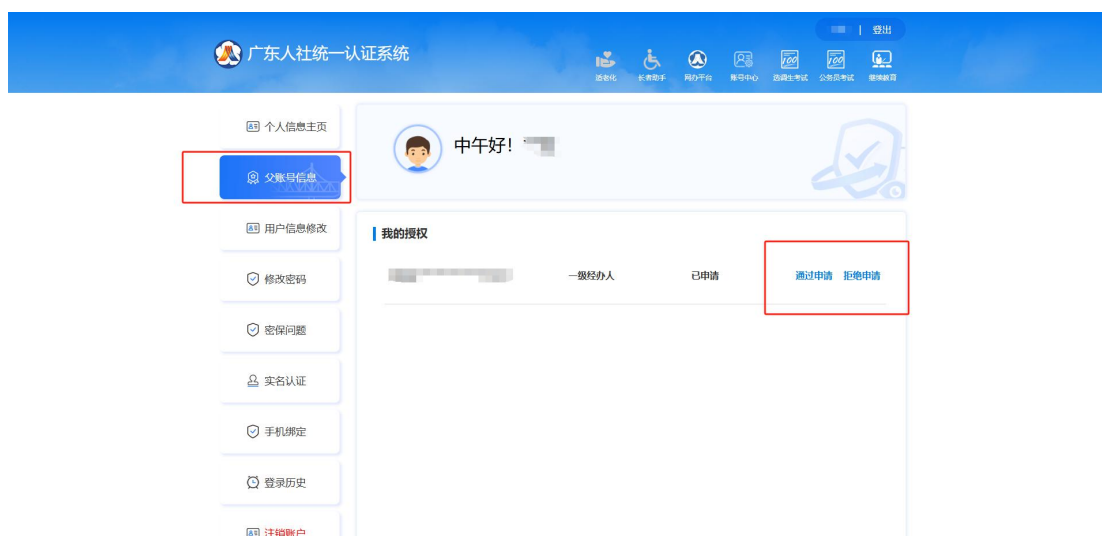 登出
广东人社统一认证系统
适老化 长者助手 网办平台 账号中心 选调生考试 公务员考试 继续教育
个人信息主页
中午好！
父账号信息
用户信息修改
我的授权
修改密码
一级经办人 已申请 通过申请 拒绝申请
密保问题
实名认证
手机绑定
登录历史
注销账户